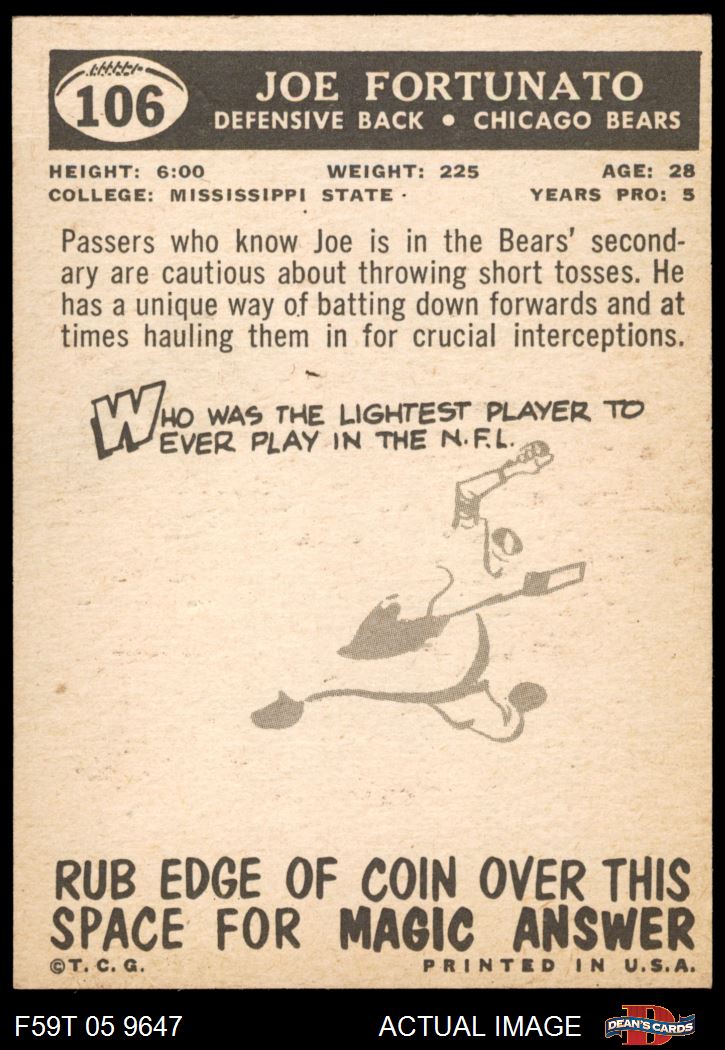 106
JOE FORTUNATO
DEFENSIVE BACK • CHICAGO BEARS
HEIGHT: 6:00 WEIGHT: 225 AGE: 28
COLLEGE: MISSISSIPPI STATE YEARS PRO: 5
Passers who know Joe is in the Bears' second-
ary are cautious about throwing short tosses. He
has a unique way of batting down forwards and at
times hauling them in for crucial interceptions.
WHO WAS THE LIGHTEST PLAYER TO
EVER PLAY IN THE N.F.L.
RUB EDGE OF COIN OVER THIS
SPACE FOR MAGIC ANSWER
©T.C.G. PRINTED IN U.S.A.
F59T 05 9647 ACTUAL IMAGE D DEAN'S CARDS